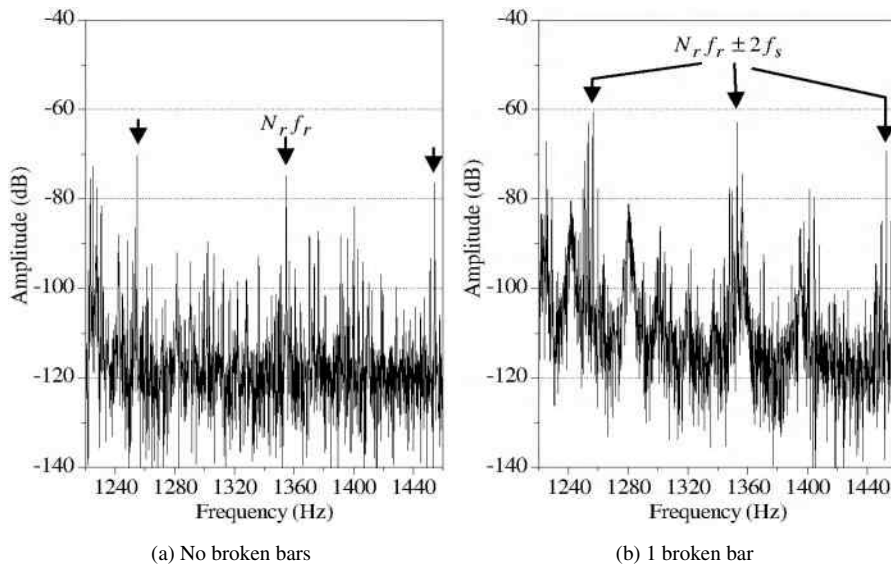 -40
-60
-80
-100
-120
-140
Amplitude (dB)
N_r f_r
1240 1280 1320 1360 1400 1440
Frequency (Hz)
(a) No broken bars
-40
-60
-80
-100
-120
-140
Amplitude (dB)
N_r f_r ± 2 f_s
1240 1280 1320 1360 1400 1440
Frequency (Hz)
(b) 1 broken bar